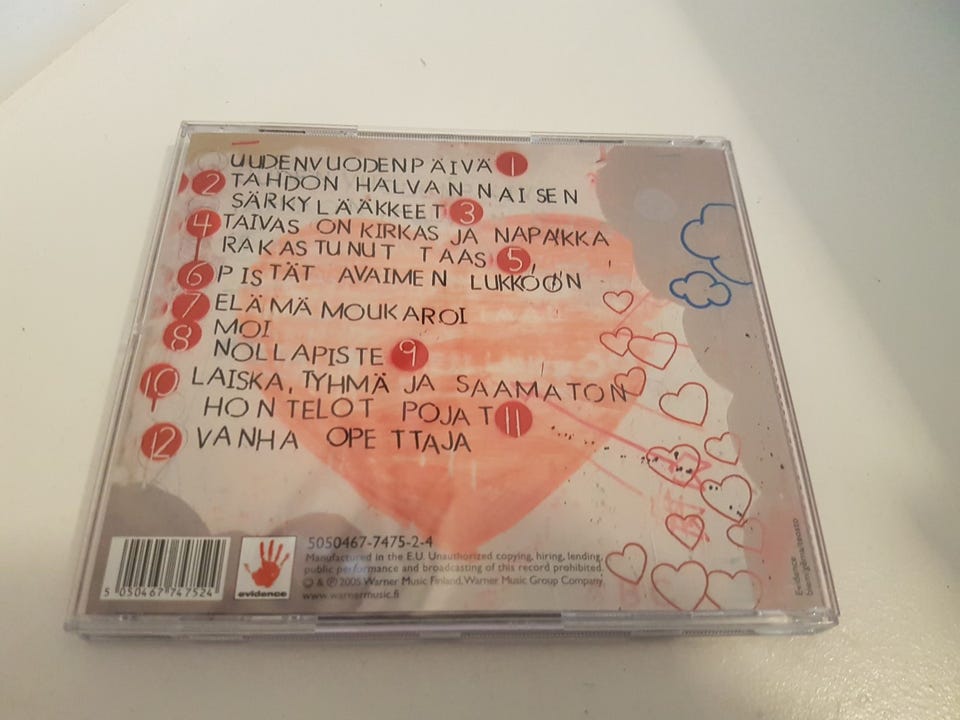 UUDENVUODENPÄIVÄ 1
2 TAHDON HALVAN NAISEN
SÄRKYLÄÄKKEET 3
4 TAIVAS ON KIRKAS JA NAPAKKA
RAKASTUNUT TAAS 5
6 PISTÄT AVAIMEN LUKKOON
7 ELÄMÄ MOUKAROI
8 MOI
NOLLAPISTE 9
10 LAISKA, TYHMÄ JA SAAMATON
HONTELOT POJAT 11
12 VANHA OPETTAJA
5 050467 747524
evidence
5050467-7475-2-4
Manufactured in the E.U. Unauthorized copying, hiring, lending,
public performance and broadcasting of this record prohibited.
© & ℗ 2005 Warner Music Finland, Warner Music Group Company.
www.warnermusic.fi
Evidence